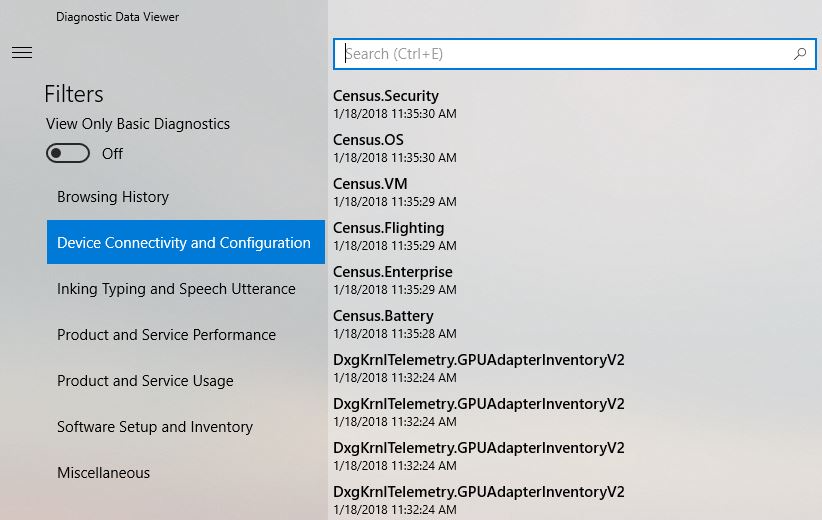 Diagnostic Data Viewer
Search (Ctrl+E)
Filters
View Only Basic Diagnostics
Off
Browsing History
Device Connectivity and Configuration
Inking Typing and Speech Utterance
Product and Service Performance
Product and Service Usage
Software Setup and Inventory
Miscellaneous
Census.Security
1/18/2018 11:35:30 AM
Census.OS
1/18/2018 11:35:30 AM
Census.VM
1/18/2018 11:35:29 AM
Census.Flighting
1/18/2018 11:35:29 AM
Census.Enterprise
1/18/2018 11:35:29 AM
Census.Battery
1/18/2018 11:35:28 AM
DxgKrnlTelemetry.GPUAdapterInventoryV2
1/18/2018 11:32:24 AM
DxgKrnlTelemetry.GPUAdapterInventoryV2
1/18/2018 11:32:24 AM
DxgKrnlTelemetry.GPUAdapterInventoryV2
1/18/2018 11:32:24 AM
DxgKrnlTelemetry.GPUAdapterInventoryV2
1/18/2018 11:32:24 AM